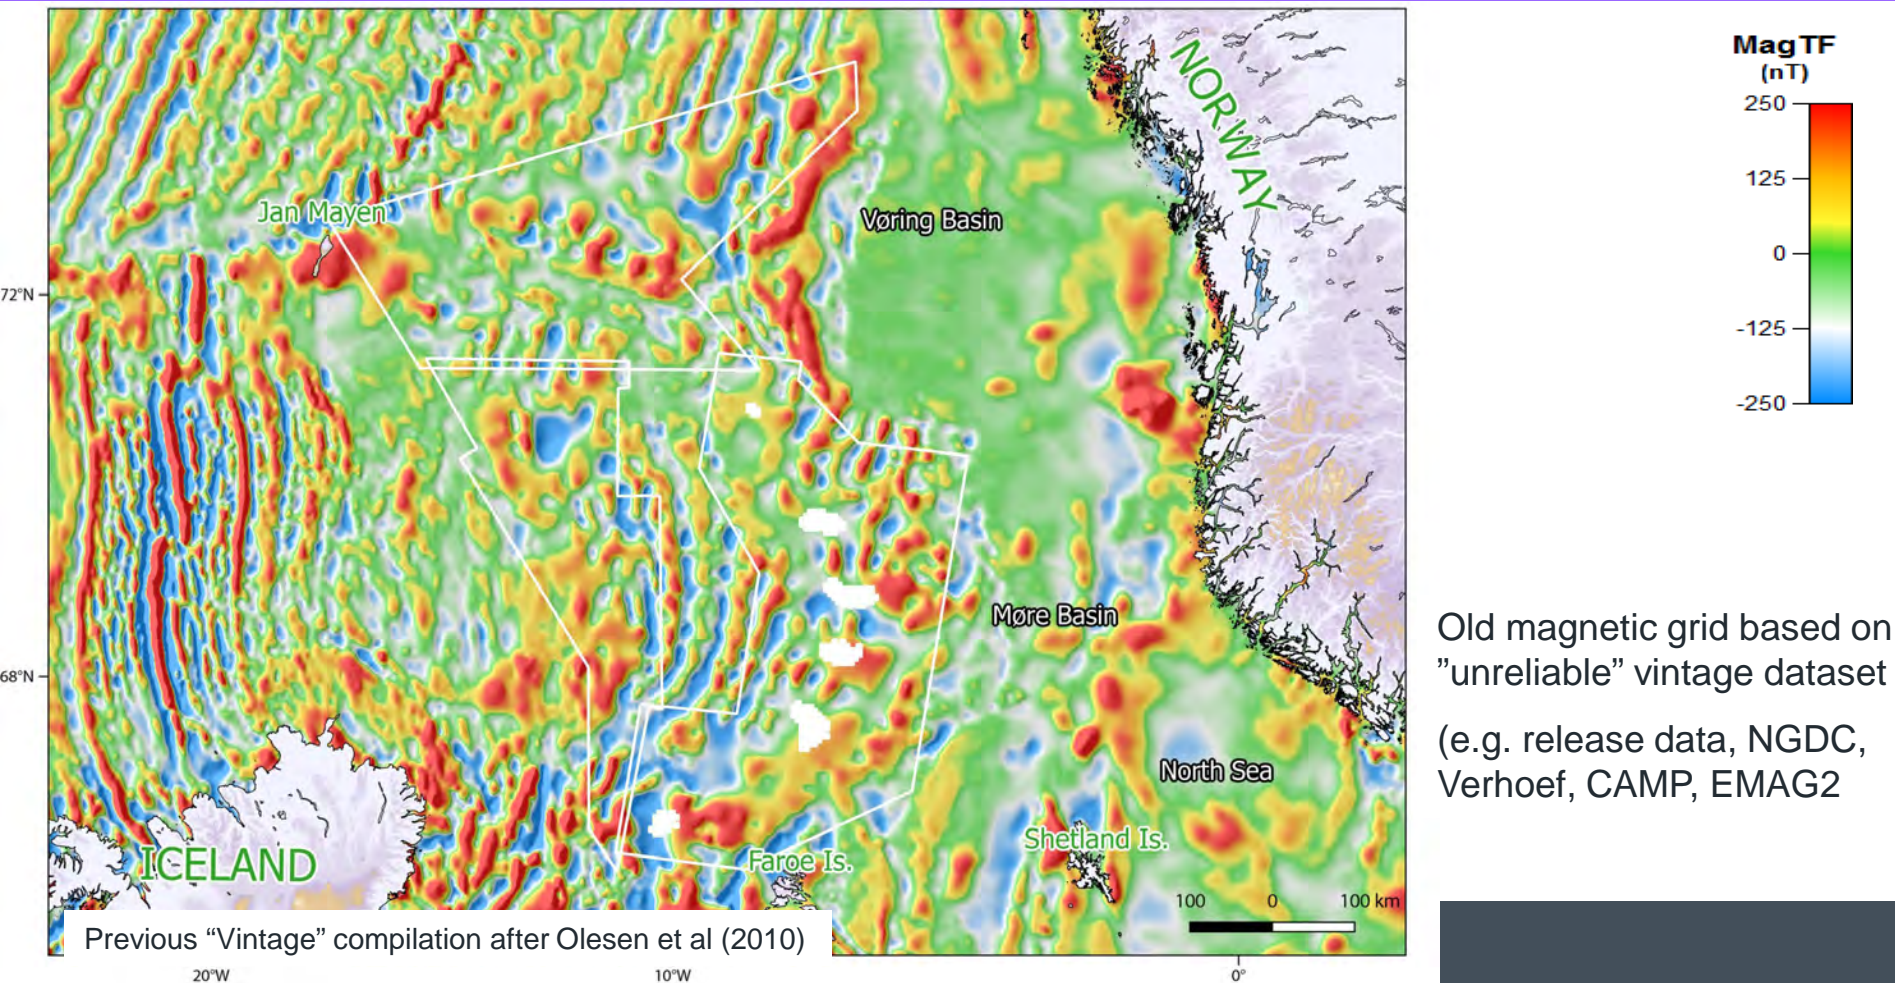 Mag TF
(nT)
250
125
0
-125
-250
NORWAY
Jan Mayen
Vøring Basin
72°N
Møre Basin
68°N
North Sea
Shetland Is.
ICELAND
Faroe Is.
100 0 100 km
Previous “Vintage” compilation after Olesen et al (2010)
20°W 10°W 0°
Old magnetic grid based on
”unreliable” vintage dataset
(e.g. release data, NGDC,
Verhoef, CAMP, EMAG2